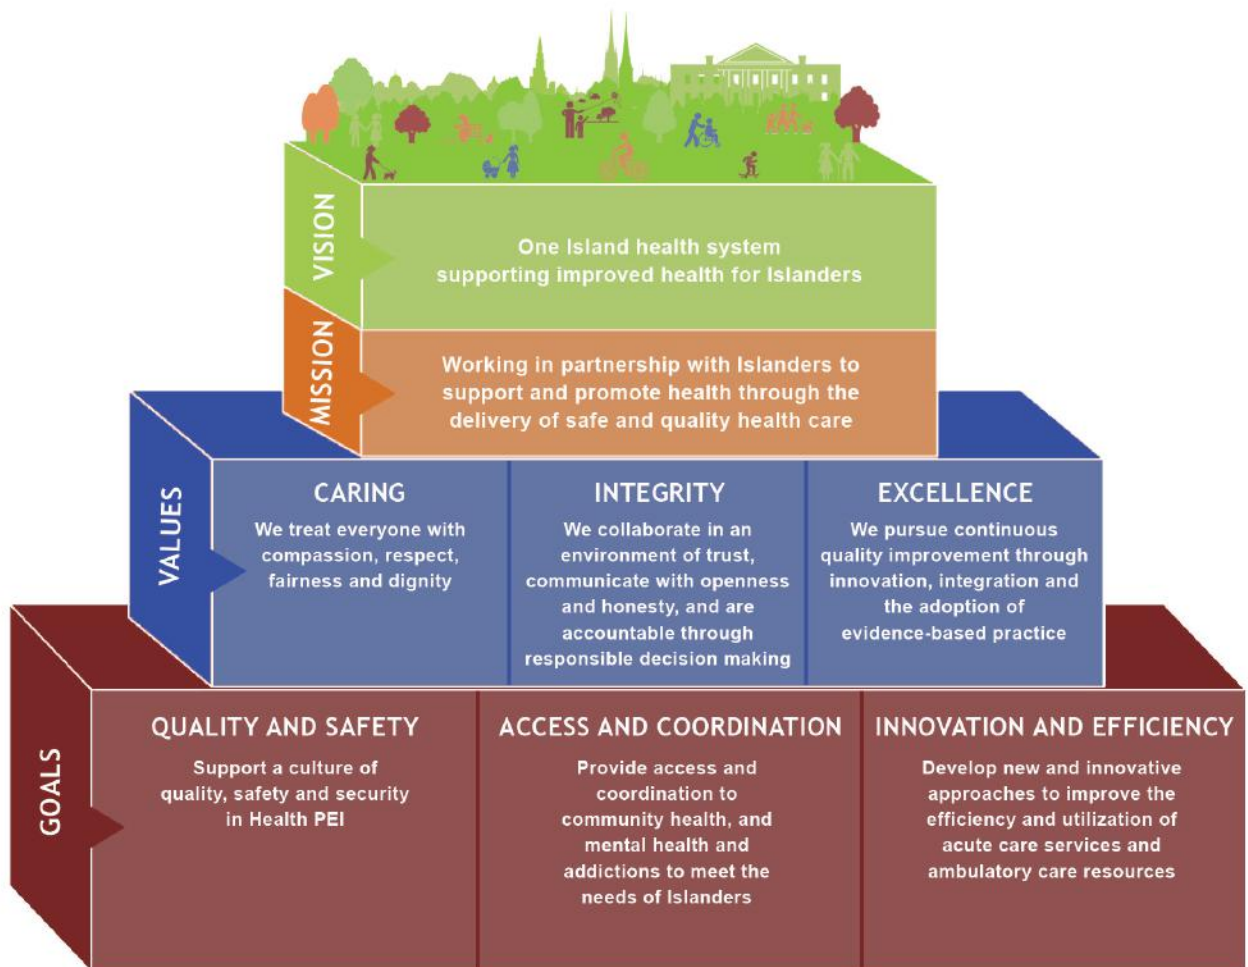 VISION
One Island health system
supporting improved health for Islanders
MISSION
Working in partnership with Islanders to
support and promote health through the
delivery of safe and quality health care
VALUES
CARING
We treat everyone with
compassion, respect,
fairness and dignity
INTEGRITY
We collaborate in an
environment of trust,
communicate with openness
and honesty, and are
accountable through
responsible decision making
EXCELLENCE
We pursue continuous
quality improvement through
innovation, integration and
the adoption of
evidence-based practice
GOALS
QUALITY AND SAFETY
Support a culture of
quality, safety and security
in Health PEI
ACCESS AND COORDINATION
Provide access and
coordination to
community health, and
mental health and
addictions to meet the
needs of Islanders
INNOVATION AND EFFICIENCY
Develop new and innovative
approaches to improve the
efficiency and utilization of
acute care services and
ambulatory care resources